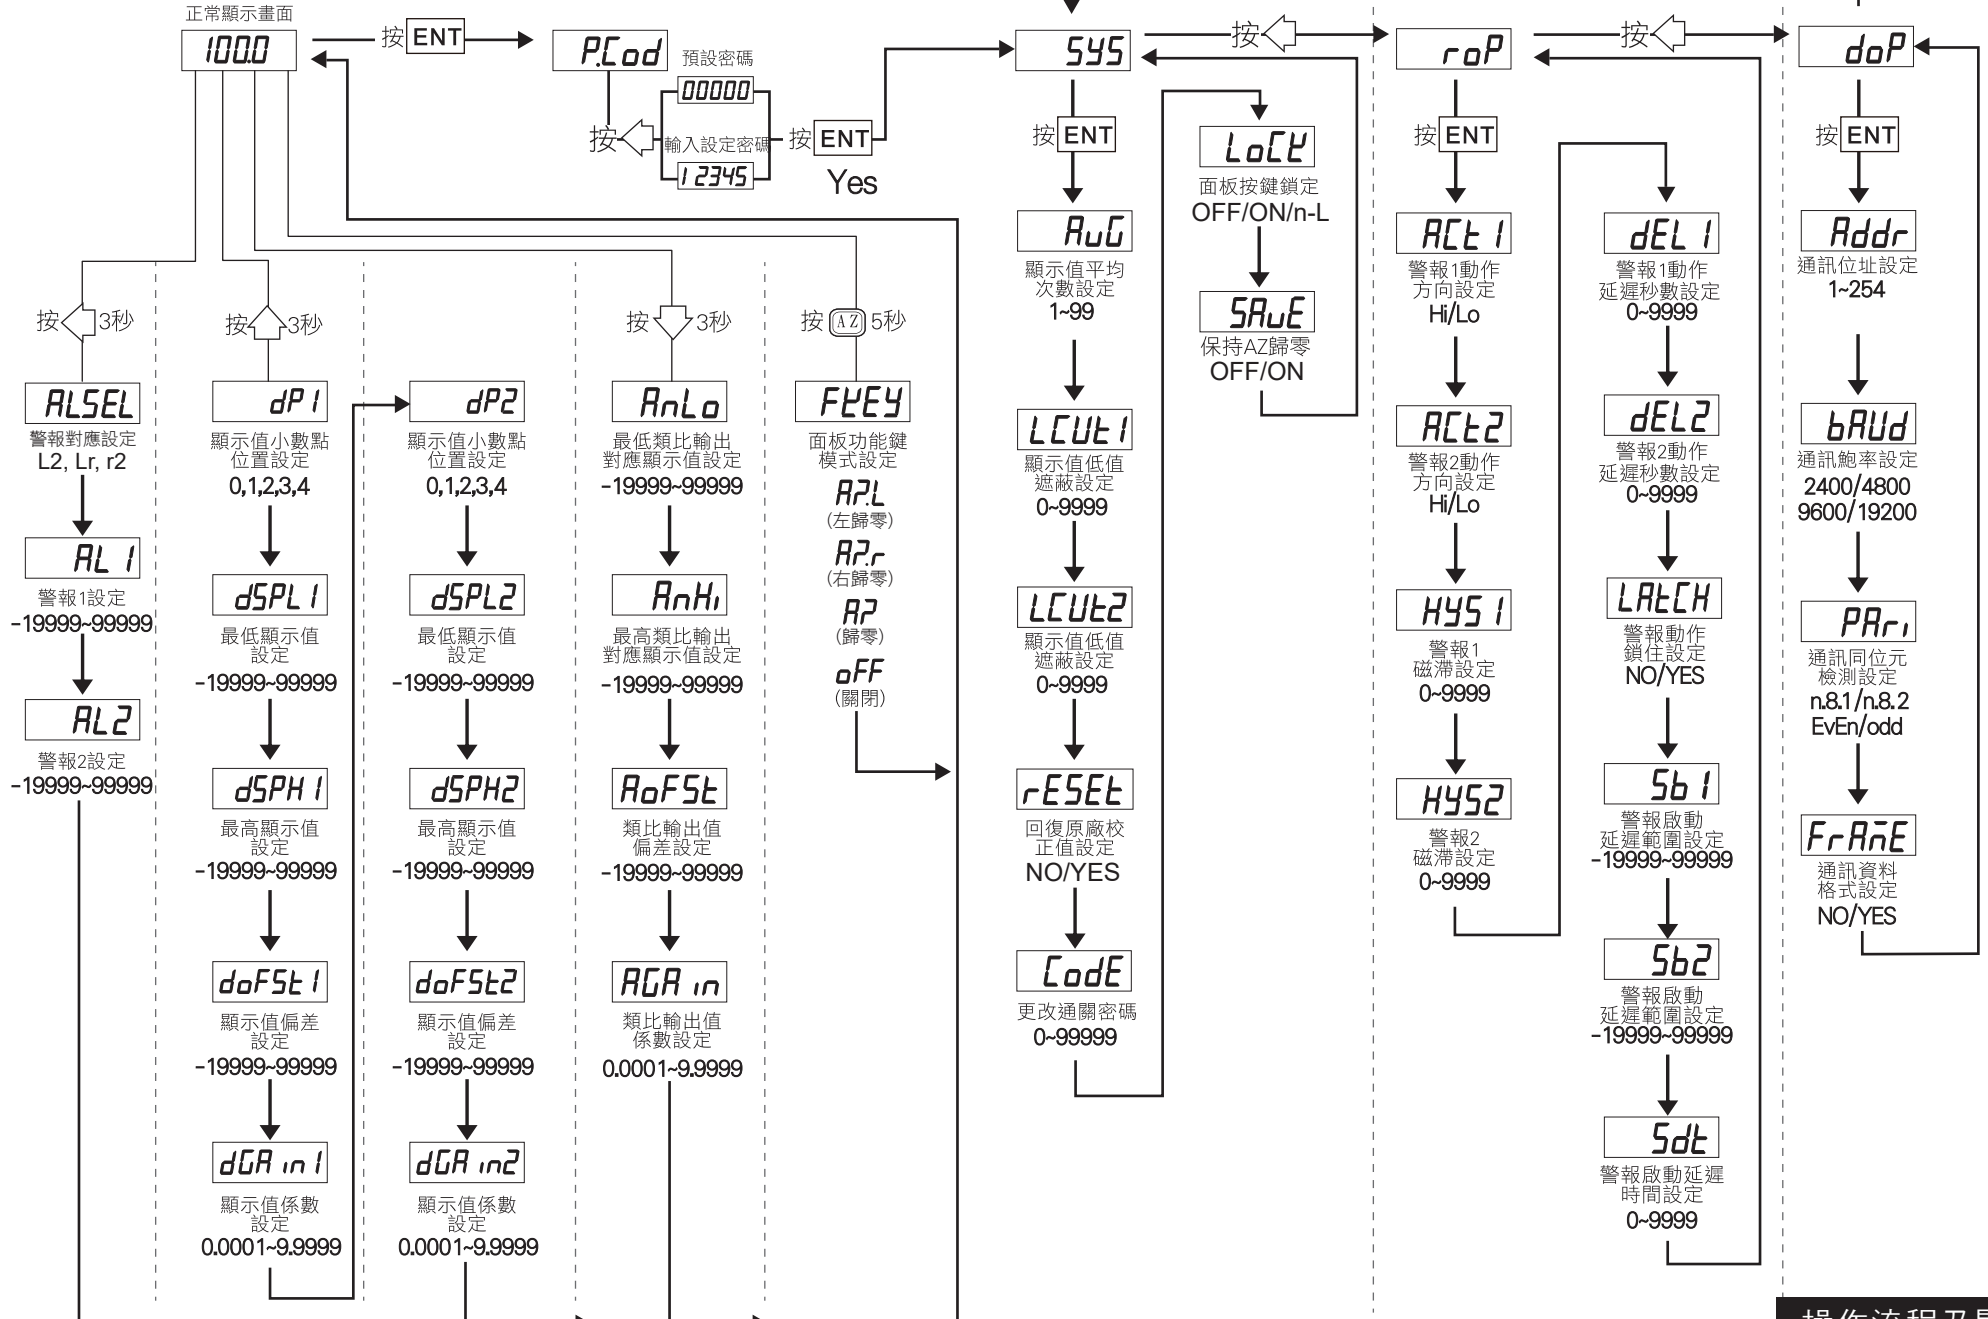 正常顯示畫面
100.0
按 ENT
P.Cod
預設密碼
00000
按
輸入設定密碼
12345
按 ENT
Yes
按 3秒
ALSEL
警報對應設定
L2, Lr, r2
AL1
警報1設定
-19999~99999
AL2
警報2設定
-19999~99999
按 3秒
dP1
顯示值小數點
位置設定
0,1,2,3,4
dSPL1
最低顯示值
設定
-19999~99999
dSPH1
最高顯示值
設定
-19999~99999
doFSt1
顯示值偏差
設定
-19999~99999
dGAin1
顯示值係數
設定
0.0001~9.9999
dP2
顯示值小數點
位置設定
0,1,2,3,4
dSPL2
最低顯示值
設定
-19999~99999
dSPH2
最高顯示值
設定
-19999~99999
doFSt2
顯示值偏差
設定
-19999~99999
dGAin2
顯示值係數
設定
0.0001~9.9999
按 3秒
AnLo
最低類比輸出
對應顯示值設定
-19999~99999
AnHi
最高類比輸出
對應顯示值設定
-19999~99999
AoFSt
類比輸出值
偏差設定
-19999~99999
AGAin
類比輸出值
係數設定
0.0001~9.9999
按 AZ 5秒
FKEY
面板功能鍵
模式設定
AZ.L
(左歸零)
AZ.r
(右歸零)
AZ
(歸零)
oFF
(關閉)
SYS
按 ENT
AvG
顯示值平均
次數設定
1~99
LCUt1
顯示值低值
遮蔽設定
0~9999
LCUt2
顯示值低值
遮蔽設定
0~9999
rESEt
回復原廠校
正值設定
NO/YES
CodE
更改通關密碼
0~99999
LoCK
面板按鍵鎖定
OFF/ON/n-L
SAvE
保持AZ歸零
OFF/ON
按
roP
按 ENT
ACt1
警報1動作
方向設定
Hi/Lo
ACt2
警報2動作
方向設定
Hi/Lo
HYS1
警報1
磁滯設定
0~9999
HYS2
警報2
磁滯設定
0~9999
dEL1
警報1動作
延遲秒數設定
0~9999
dEL2
警報2動作
延遲秒數設定
0~9999
LAtCH
警報動作
鎖住設定
NO/YES
Sb1
警報啟動
延遲範圍設定
-19999~99999
Sb2
警報啟動
延遲範圍設定
-19999~99999
Sdt
警報啟動延遲
時間設定
0~9999
按
doP
按 ENT
Addr
通訊位址設定
1~254
bAUd
通訊鮑率設定
2400/4800
9600/19200
PAri
通訊同位元
檢測設定
n.8.1/n.8.2
EvEn/odd
FrAmE
通訊資料
格式設定
NO/YES